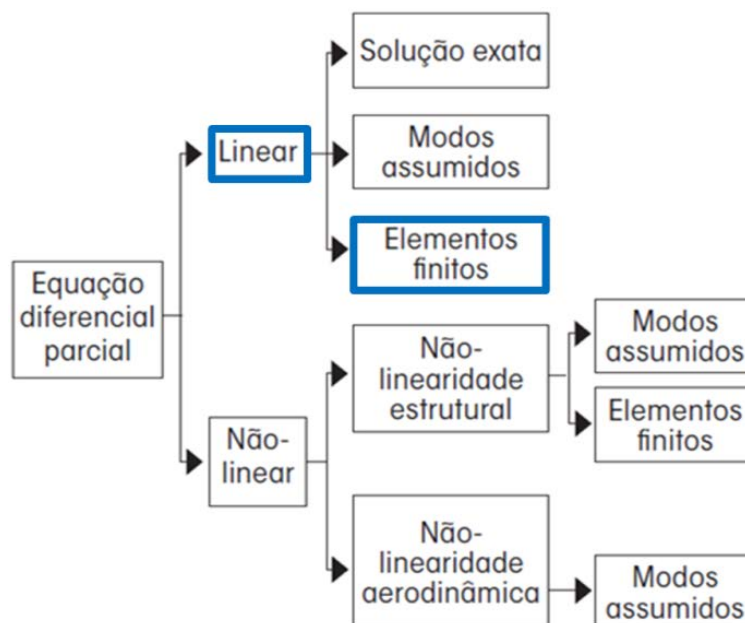 Solução exata
Linear
Modos
assumidos
Elementos
finitos
Equação
diferencial
parcial
Não-
linearidade
estrutural
Modos
assumidos
Elementos
finitos
Não-
linear
Não-
linearidade
aerodinâmica
Modos
assumidos